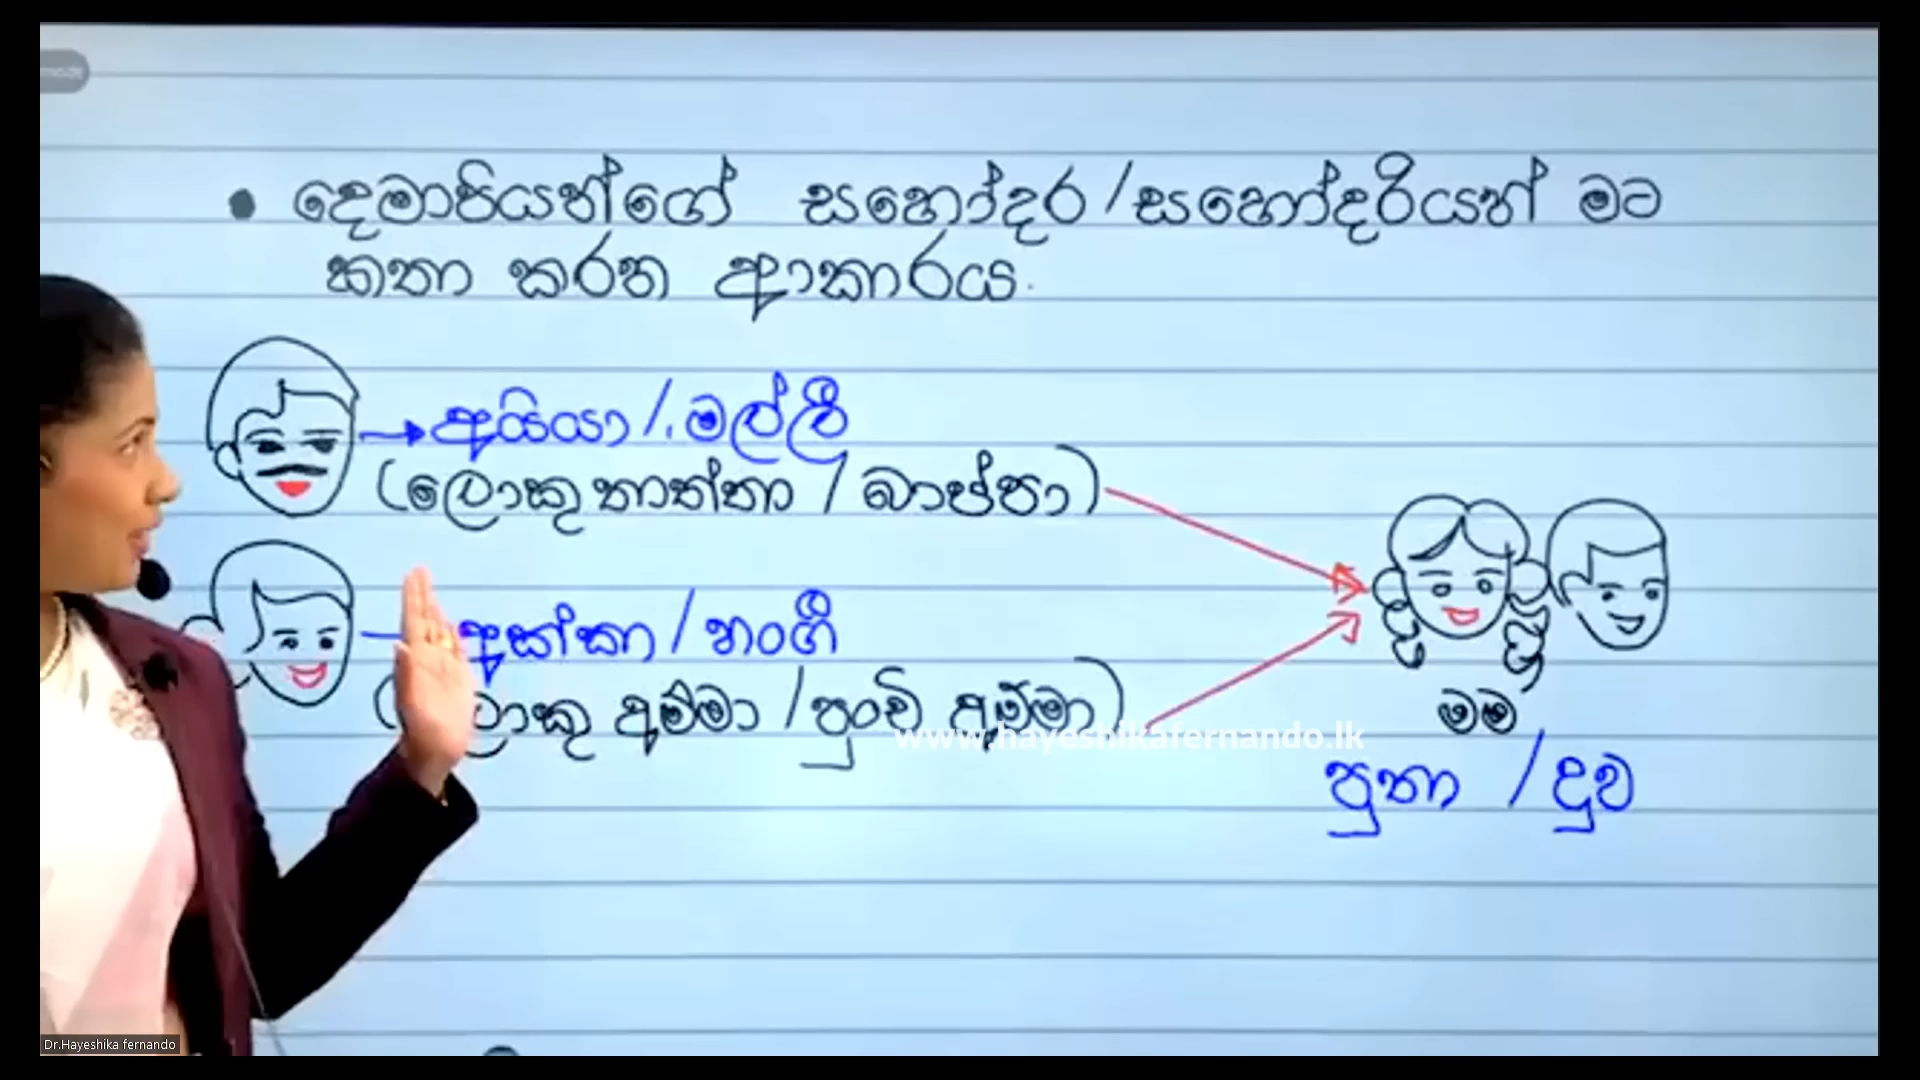 • දෙමාපියන්ගේ සහෝදර/සහෝදරියන් මට
කතා කරන ආකාරය.
අයියා/මල්ලී
(ලොකු තාත්තා / බාප්පා)
අක්කා/නංගී
ලොකු අම්මා / පුංචි අම්මා)
මම
පුතා / දුව
www.hayeshikafernando.lk
Dr.Hayeshika fernando